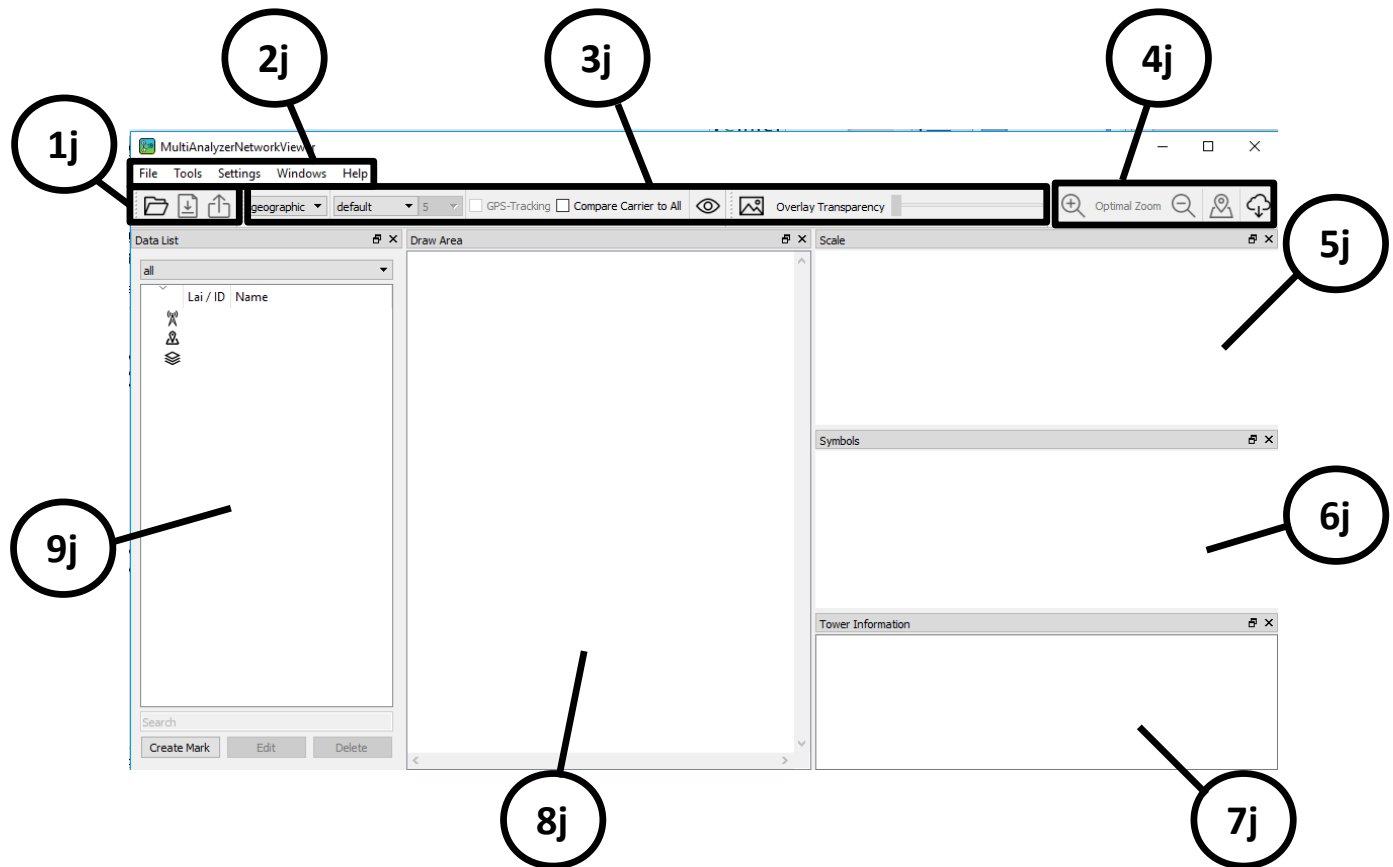 2j
3j
4j
1j
MultiAnalyzerNetworkViewer
File Tools Settings Windows Help
geographic default 5 GPS-Tracking Compare Carrier to All Overlay Transparency Optimal Zoom
Data List Draw Area Scale
5j
all
Lai / ID Name
Symbols
9j
6j
Tower Information
Search
Create Mark Edit Delete
8j
7j